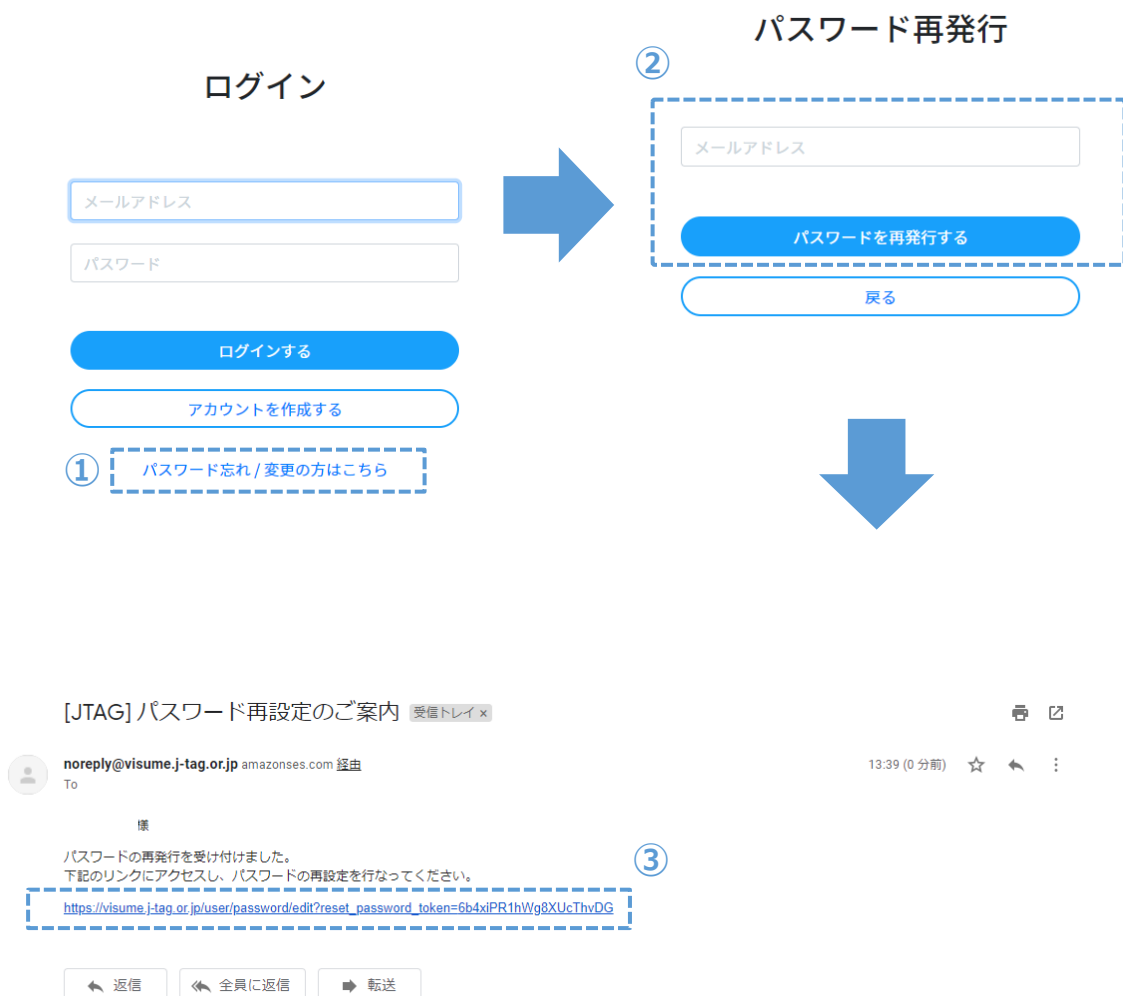 ログイン
メールアドレス
パスワード
ログインする
アカウントを作成する
①
パスワード忘れ / 変更の方はこちら
パスワード再発行
②
メールアドレス
パスワードを再発行する
戻る
[JTAG] パスワード再設定のご案内 受信トレイ ×
noreply@visume.j-tag.or.jp amazonses.com 経由
13:39 (0 分前)
To
様
パスワードの再発行を受け付けました。
下記のリンクにアクセスし、パスワードの再設定を行なってください。
③
https://visume.j-tag.or.jp/user/password/edit?reset_password_token=6b4xiPR1hWg8XUcThvDG
返信
全員に返信
転送